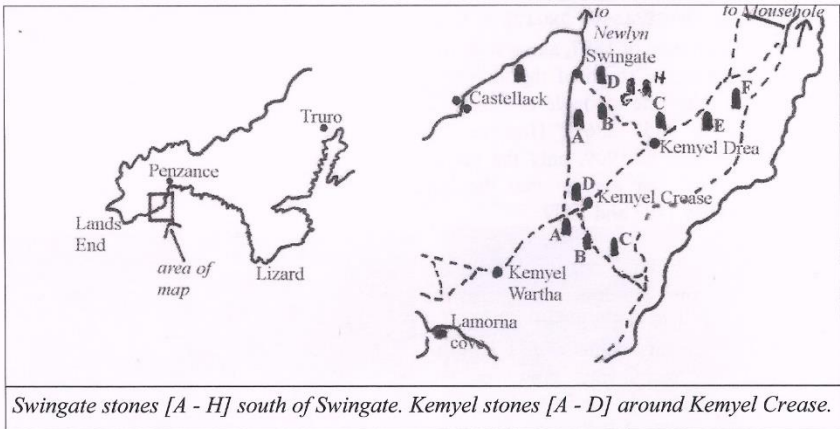 to
Newlyn
to Mousehole
Swingate
Castellack
D
G
H
C
F
A
B
E
Kemyel Drea
D
Kemyel Crease
A
B
C
Kemyel
Wartha
Lamorna
cove
Truro
Penzance
Lands
End
area of
map
Lizard
Swingate stones [A - H] south of Swingate. Kemyel stones [A - D] around Kemyel Crease.